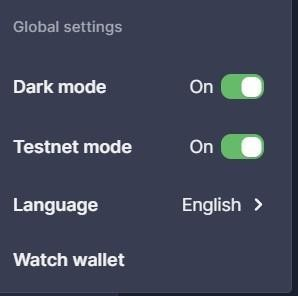 Global settings
Dark mode On
Testnet mode On
Language English
Watch wallet